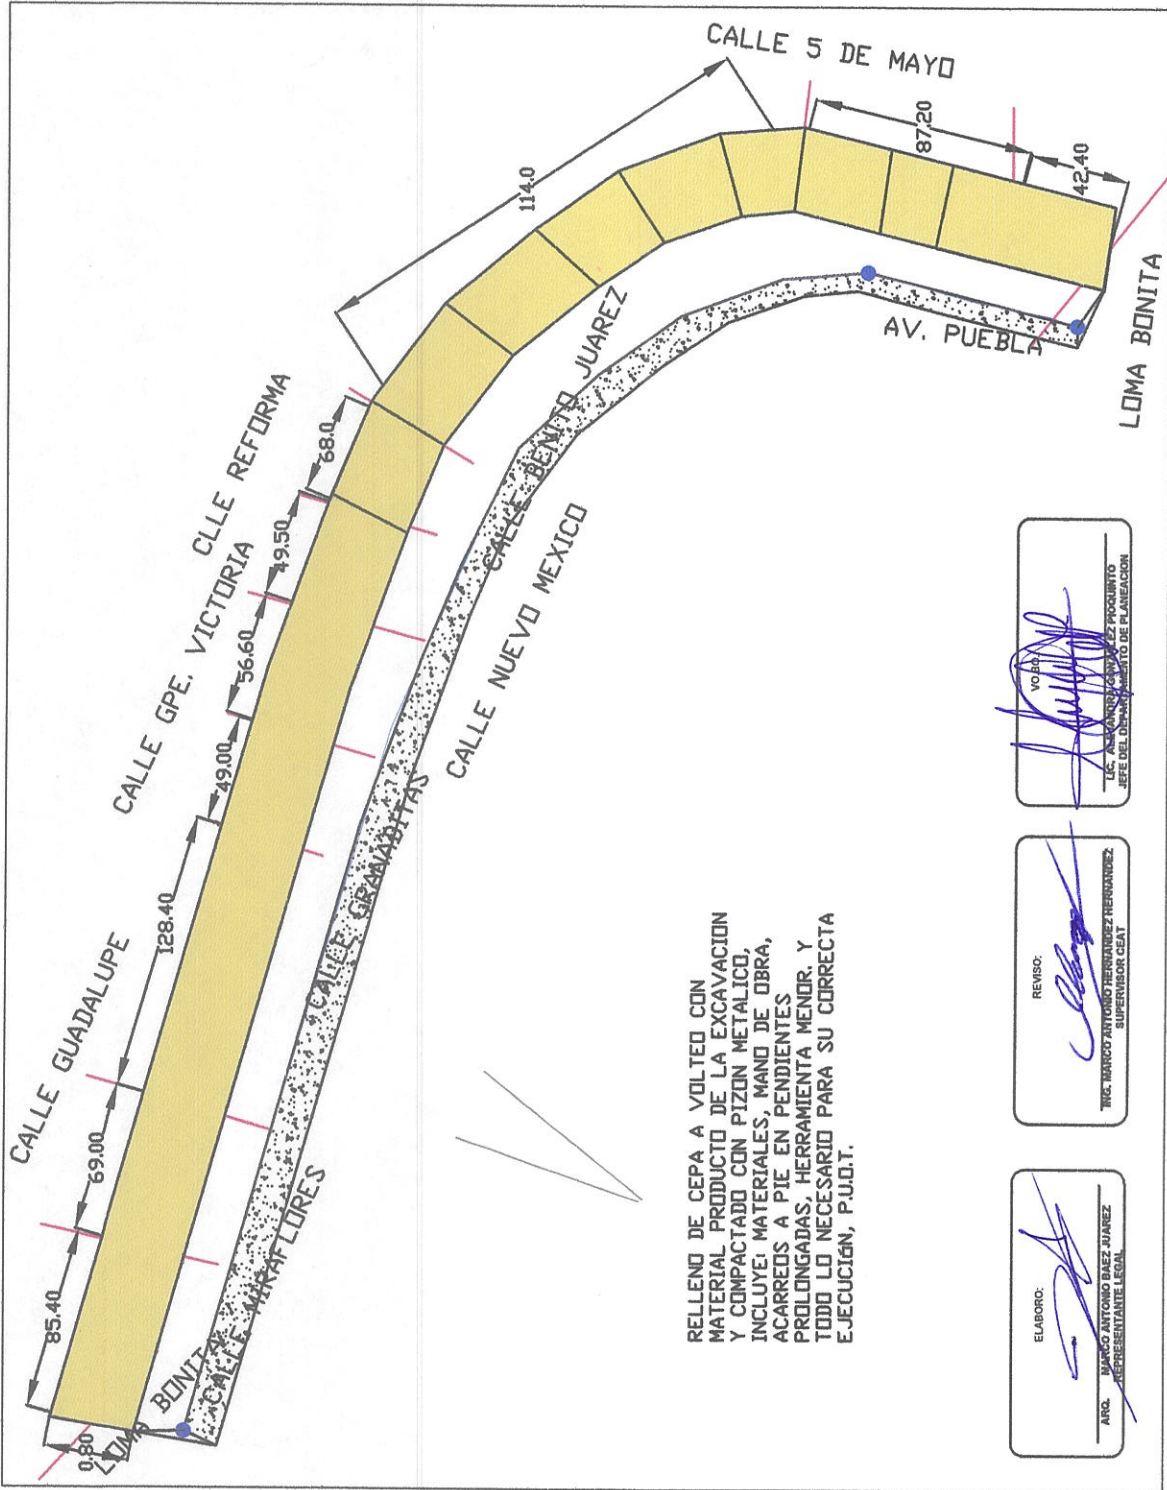 CALLE 5 DE MAYO
87.20
42.40
114.0
LOMA BONITA
AV. PUEBLA
CALLE BENITO JUAREZ
CALLE NUEVO MEXICO
CLLE REFORMA
68.0
49.50
CALLE GPE. VICTORIA
56.60
49.00
CALLE GRANADITAS
128.40
CALLE GUADALUPE
69.00
85.40
CALLE MIRAFLORES
LOMA BONITA
0.80
RELLENO DE CEPA A VOLTEO CON
MATERIAL PRODUCTO DE LA EXCAVACION
Y COMPACTADO CON PIZON METALICO,
INCLUYE: MATERIALES, MANO DE OBRA,
ACARREOS A PIE EN PENDIENTES
PROLONGADAS, HERRAMIENTA MENOR, Y
TODO LO NECESARIO PARA SU CORRECTA
EJECUCIÓN, P.U.O.T.
ELABORO:
ARQ. MARCO ANTONIO BAEZ JUAREZ
REPRESENTANTE LEGAL
REVISO:
ING. MARCO ANTONIO HERNANDEZ HERNANDEZ
SUPERVISOR CEAT
VO.BO.
LIC. ALEJANDRA GONZALEZ PIOQUINTO
JEFE DEL DEPARTAMENTO DE PLANEACION